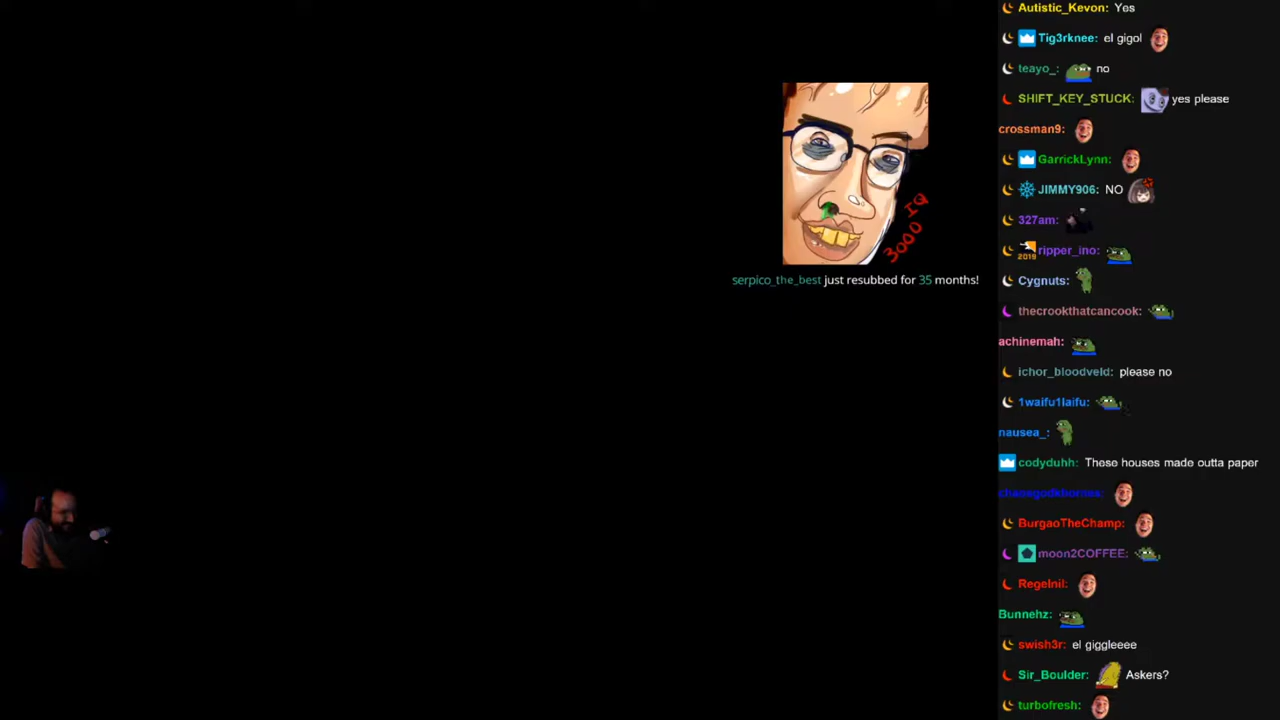 Autistic_Kevon: Yes
Tig3rknee: el gigol
teayo_: no
SHIFT_KEY_STUCK: yes please
crossman9:
GarrickLynn:
JIMMY906: NO
327am:
2019 ripper_ino:
Cygnuts:
thecrookthatcancook:
achinemah:
ichor_bloodveld: please no
1waifu1laifu:
nausea_:
codyduhh: These houses made outta paper
BurgaoTheChamp:
moon2COFFEE:
Regelnil:
Bunnehz:
swish3r: el giggleeee
Sir_Boulder: Askers?
turbofresh:
3000 IQ
serpico_the_best just resubbed for 35 months!